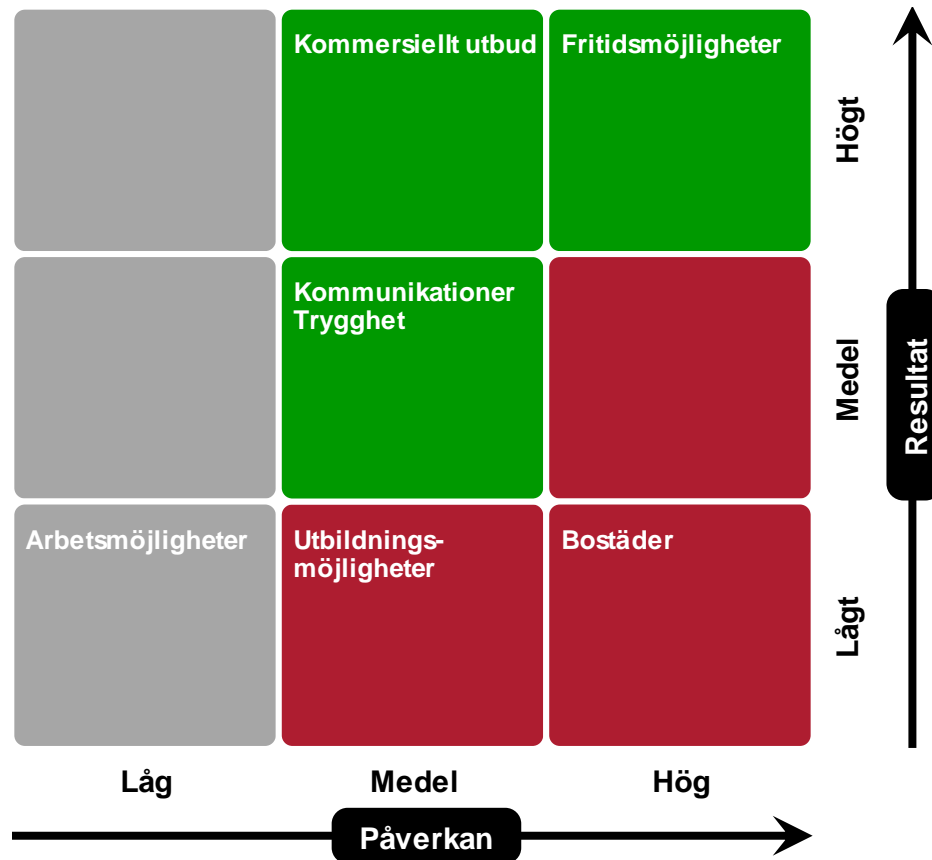 Kommersiellt utbud
Fritidsmöjligheter
Högt
Kommunikationer
Trygghet
Medel
Resultat
Arbetsmöjligheter
Utbildnings-
möjligheter
Bostäder
Lågt
Låg
Medel
Hög
Påverkan